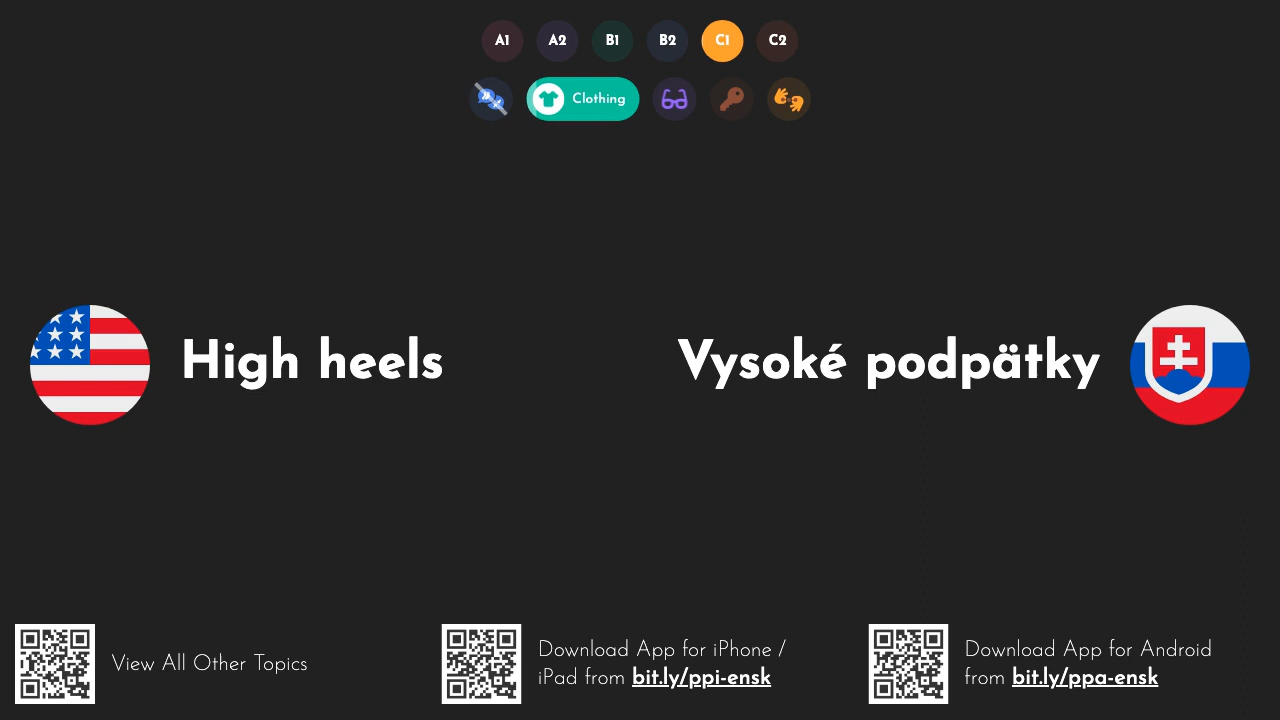 A1 A2 B1 B2 C1 C2
Clothing
High heels
Vysoké podpätky
View All Other Topics
Download App for iPhone /
iPad from bit.ly/ppi-ensk
Download App for Android
from bit.ly/ppa-ensk